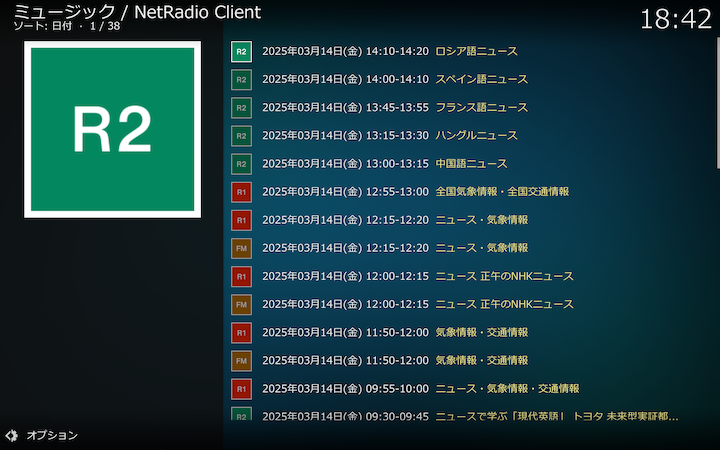 ミュージック / NetRadio Client
18:42
ソート: 日付 · 1 / 38
R2
R2 2025年03月14日(金) 14:10-14:20 ロシア語ニュース
R2 2025年03月14日(金) 14:00-14:10 スペイン語ニュース
R2 2025年03月14日(金) 13:45-13:55 フランス語ニュース
R2 2025年03月14日(金) 13:15-13:30 ハングルニュース
R2 2025年03月14日(金) 13:00-13:15 中国語ニュース
R1 2025年03月14日(金) 12:55-13:00 全国気象情報・全国交通情報
R1 2025年03月14日(金) 12:15-12:20 ニュース・気象情報
FM 2025年03月14日(金) 12:15-12:20 ニュース・気象情報
R1 2025年03月14日(金) 12:00-12:15 ニュース 正午のNHKニュース
FM 2025年03月14日(金) 12:00-12:15 ニュース 正午のNHKニュース
R1 2025年03月14日(金) 11:50-12:00 気象情報・交通情報
FM 2025年03月14日(金) 11:50-12:00 気象情報・交通情報
R1 2025年03月14日(金) 09:55-10:00 ニュース・気象情報・交通情報
R2 2025年03月14日(金) 09:30-09:45 ニュースで学ぶ「現代英語」 トヨタ 未来型実証都...
オプション